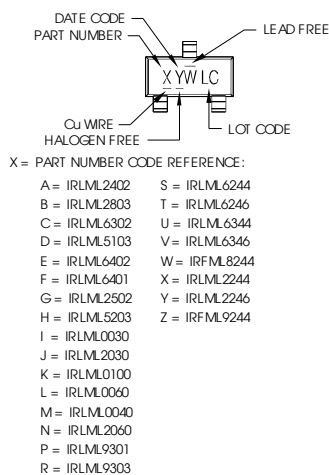 DATE CODE
PART NUMBER
LEAD FREE
X YW LC
Cu WIRE
HALOGEN FREE
LOT CODE
X = PART NUMBER CODE REFERENCE:
A = IRLML2402 S = IRLML6244
B = IRLML2803 T = IRLML6246
C = IRLML6302 U = IRLML6344
D = IRLML5103 V = IRLML6346
E = IRLML6402 W = IRFML8244
F = IRLML6401 X = IRLML2244
G = IRLML2502 Y = IRLML2246
H = IRLML5203 Z = IRFML9244
I = IRLML0030
J = IRLML2030
K = IRLML0100
L = IRLML0060
M = IRLML0040
N = IRLML2060
P = IRLML9301
R = IRLML9303